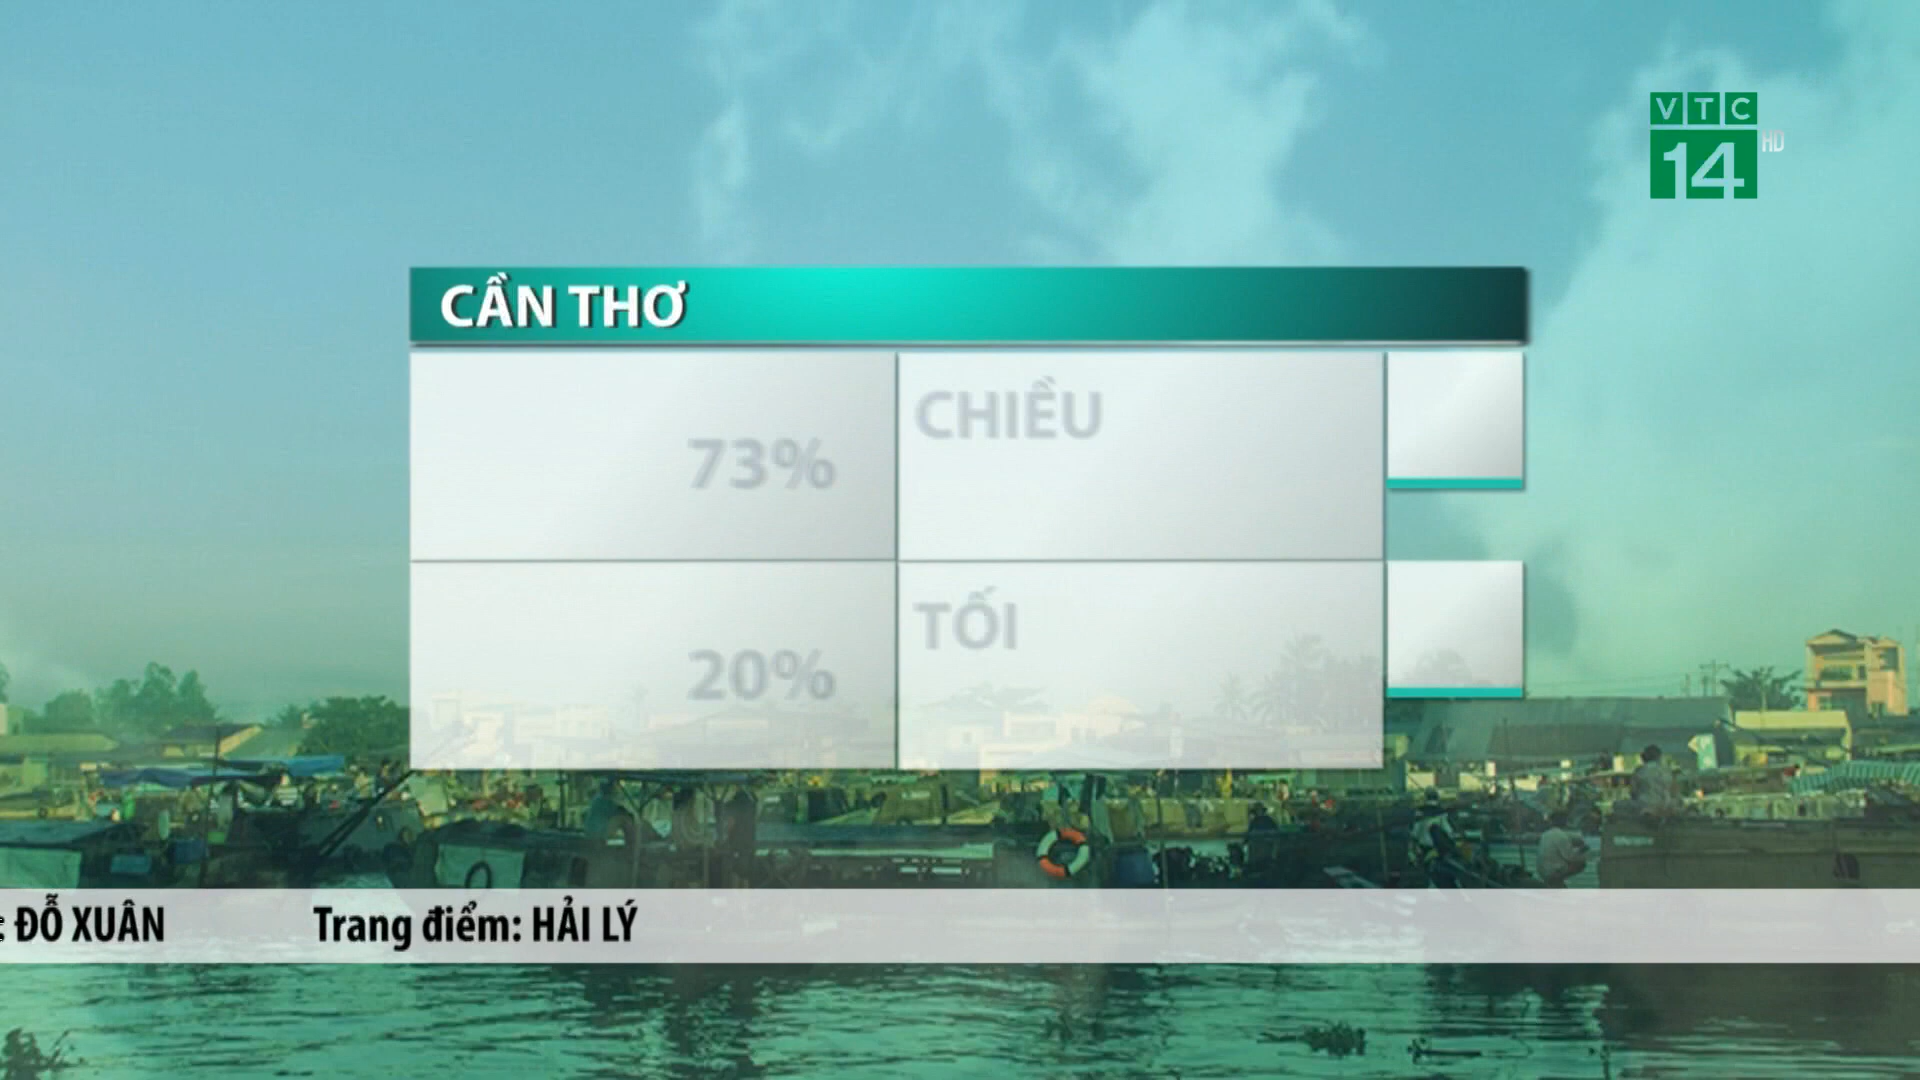 VTC
14 HD
CẦN THƠ
73%
CHIỀU
20%
TỐI
: ĐỖ XUÂN Trang điểm: HẢI LÝ